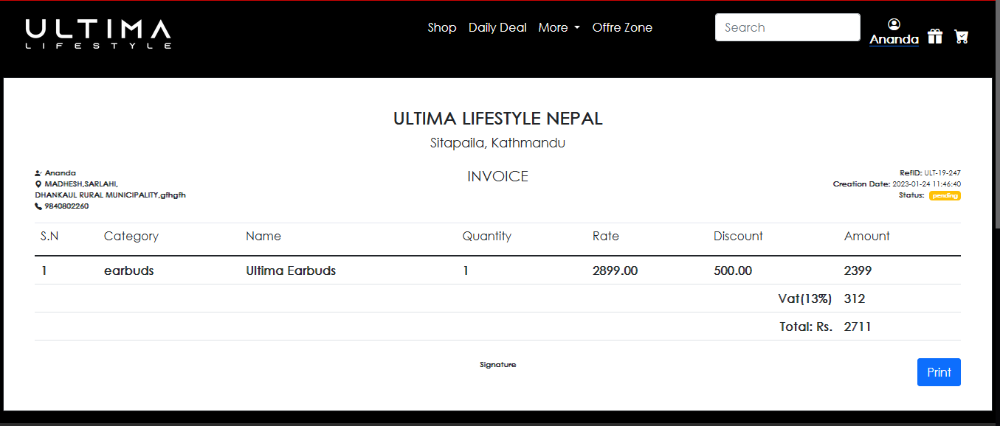 ULTIMA
LIFESTYLE
Shop Daily Deal More Offre Zone
Search
Ananda
ULTIMA LIFESTYLE NEPAL
Sitapaila, Kathmandu
INVOICE
Ananda
MADHESH,SARLAHI,
DHANKAUL RURAL MUNICIPALITY,gfhgfh
9840802260
RefID: ULT-19-247
Creation Date: 2023-01-24 11:46:40
Status: pending
S.N Category Name Quantity Rate Discount Amount
1 earbuds Ultima Earbuds 1 2899.00 500.00 2399
Vat(13%) 312
Total: Rs. 2711
Signature
Print